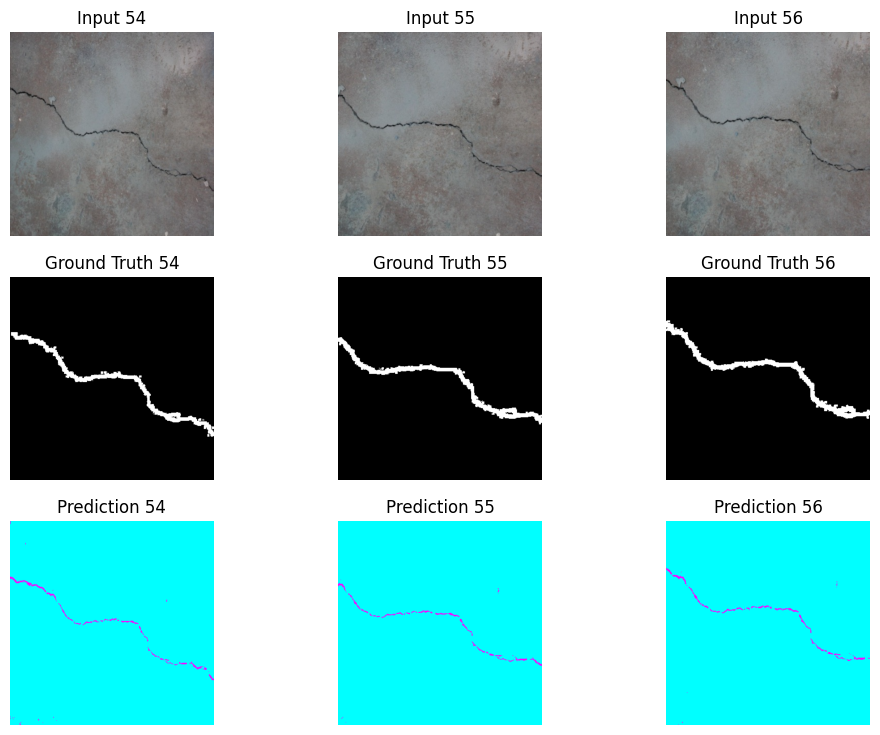 Input 54
Input 55
Input 56
Ground Truth 54
Ground Truth 55
Ground Truth 56
Prediction 54
Prediction 55
Prediction 56